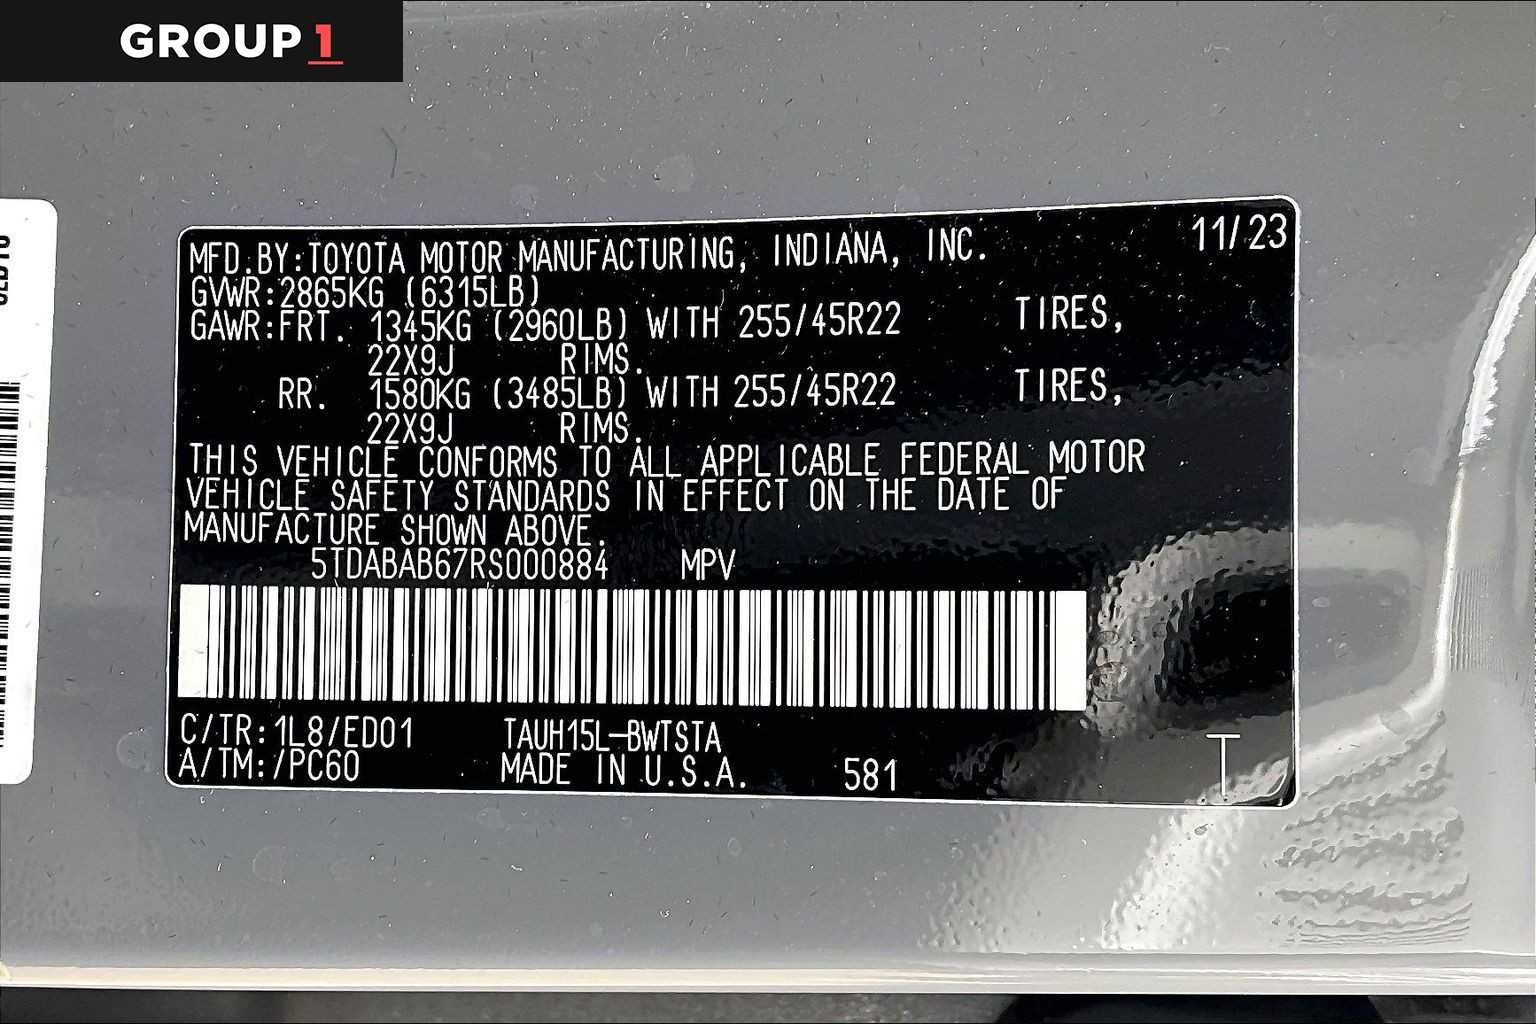 GROUP 1
MFD.BY:TOYOTA MOTOR MANUFACTURING, INDIANA, INC. 11/23
GVWR:2865KG (6315LB)
GAWR:FRT. 1345KG (2960LB) WITH 255/45R22 TIRES,
22X9J RIMS.
RR. 1580KG (3485LB) WITH 255/45R22 TIRES,
22X9J RIMS.
THIS VEHICLE CONFORMS TO ALL APPLICABLE FEDERAL MOTOR
VEHICLE SAFETY STANDARDS IN EFFECT ON THE DATE OF
MANUFACTURE SHOWN ABOVE.
5TDABAB67RS000884 MPV
C/TR:1L8/ED01 TAUH15L-BWTSTA
A/TM:/PC60 MADE IN U.S.A. 581 T